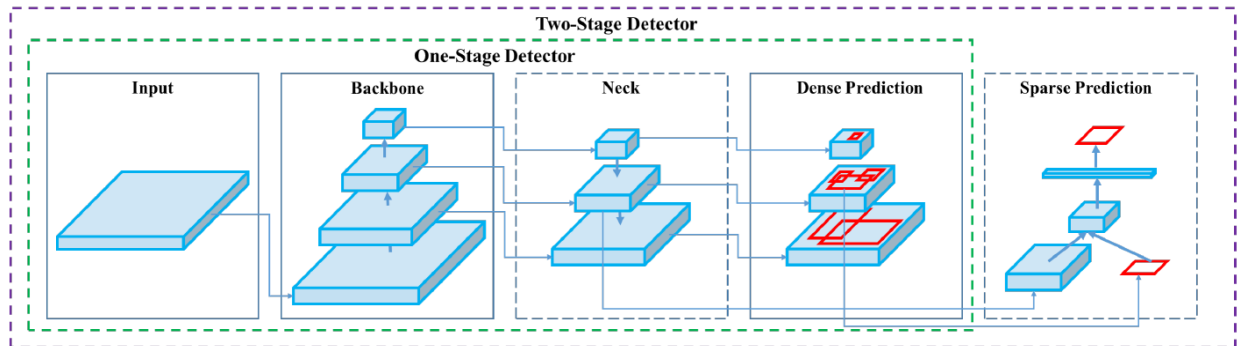 Two-Stage Detector
One-Stage Detector
Input
Backbone
Neck
Dense Prediction
Sparse Prediction